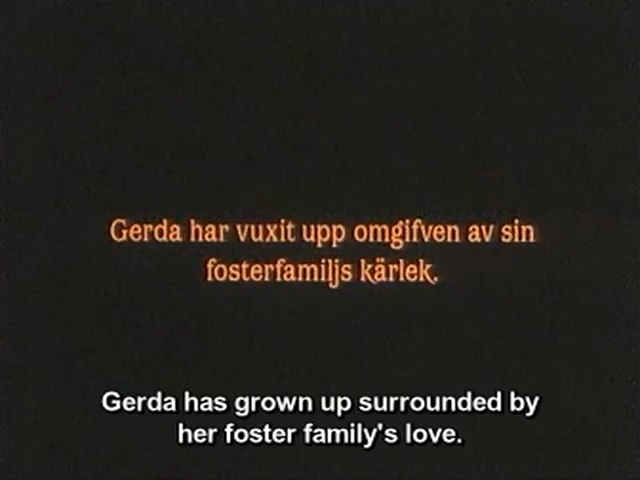 Gerda har vuxit upp omgifven av sin
fosterfamiljs kärlek.
Gerda has grown up surrounded by
her foster family's love.